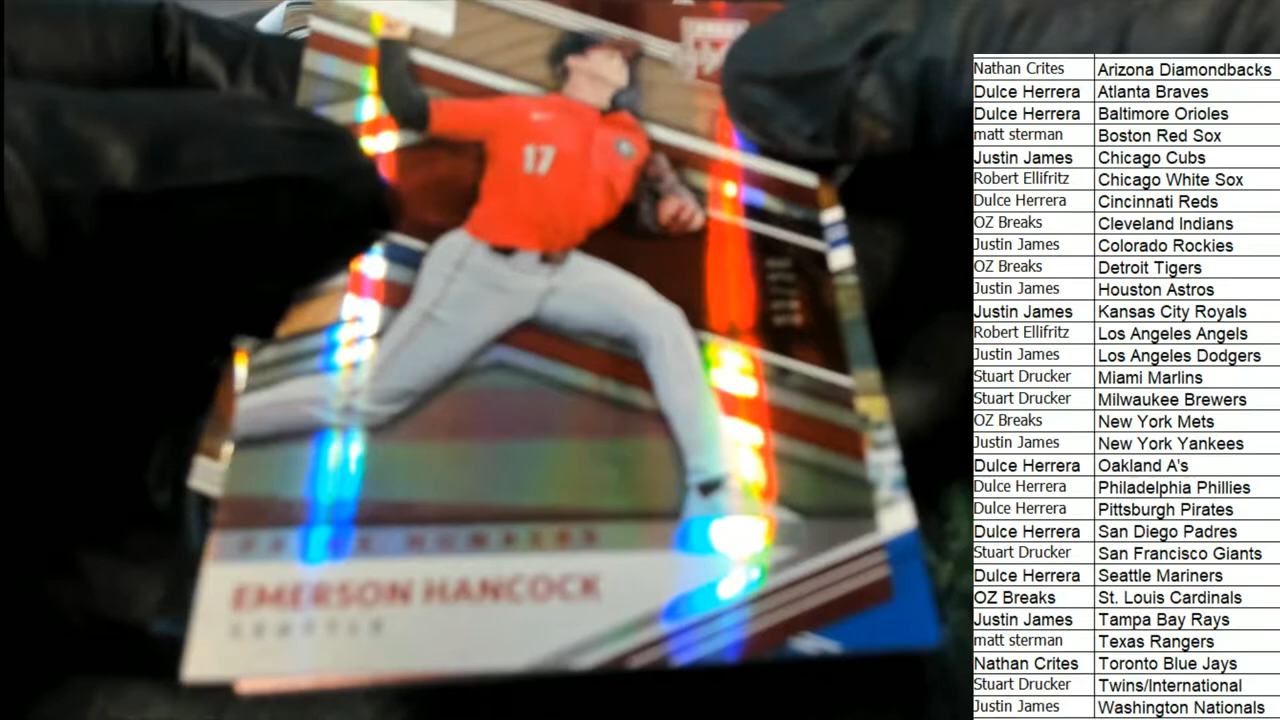 17
EMERSON HANCOCK
SEATTLE
Nathan Crites Arizona Diamondbacks
Dulce Herrera Atlanta Braves
Dulce Herrera Baltimore Orioles
matt sterman Boston Red Sox
Justin James Chicago Cubs
Robert Ellifritz Chicago White Sox
Dulce Herrera Cincinnati Reds
OZ Breaks Cleveland Indians
Justin James Colorado Rockies
OZ Breaks Detroit Tigers
Justin James Houston Astros
Justin James Kansas City Royals
Robert Ellifritz Los Angeles Angels
Justin James Los Angeles Dodgers
Stuart Drucker Miami Marlins
Stuart Drucker Milwaukee Brewers
OZ Breaks New York Mets
Justin James New York Yankees
Dulce Herrera Oakland A's
Dulce Herrera Philadelphia Phillies
Dulce Herrera Pittsburgh Pirates
Dulce Herrera San Diego Padres
Stuart Drucker San Francisco Giants
Dulce Herrera Seattle Mariners
OZ Breaks St. Louis Cardinals
Justin James Tampa Bay Rays
matt sterman Texas Rangers
Nathan Crites Toronto Blue Jays
Stuart Drucker Twins/International
Justin James Washington Nationals